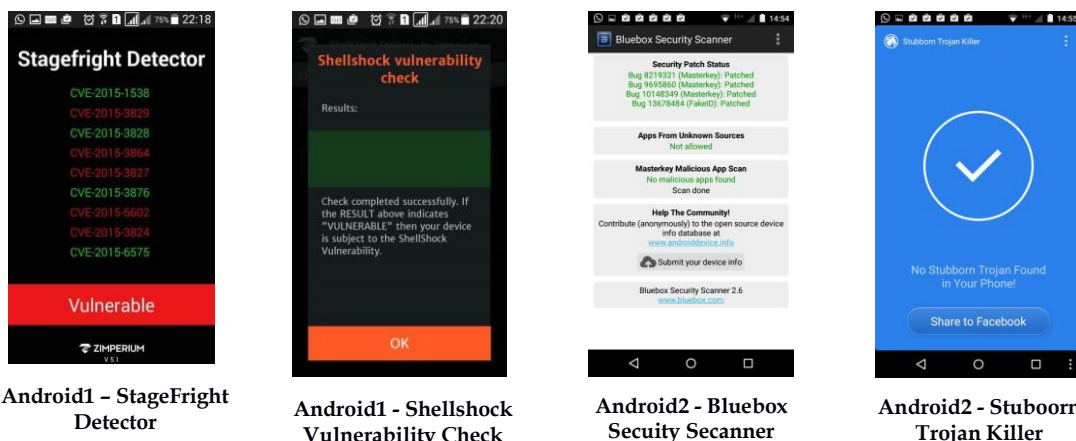 75% 22:18
Stagefright Detector
CVE-2015-1538
CVE-2015-3829
CVE-2015-3828
CVE-2015-3864
CVE-2015-3827
CVE-2015-3876
CVE-2015-6602
CVE-2015-3824
CVE-2015-6575
Vulnerable
ZIMPERIUM
V 5.1
Android1 – StageFright
Detector
75% 22:20
Shellshock vulnerability
check
Results:
Check completed successfully. If
the RESULT above indicates
"VULNERABLE" then your device
is subject to the ShellShock
Vulnerability.
OK
Android1 - Shellshock
Vulnerability Check
H+ 14:54
Bluebox Security Scanner
Security Patch Status
Bug 8219321 (Masterkey): Patched
Bug 9695860 (Masterkey): Patched
Bug 10148349 (Masterkey): Patched
Bug 13678484 (FakeID): Patched
Apps From Unknown Sources
Not allowed
Masterkey Malicious App Scan
No malicious apps found
Scan done
Help The Community!
Contribute (anonymously) to the open source device
info database at
www.androiddevice.info
Submit your device info
Bluebox Security Scanner 2.6
www.bluebox.com
Android2 - Bluebox
Secuity Secanner
H+ 14:55
Stubborn Trojan Killer
No Stubborn Trojan Found
in Your Phone!
Share to Facebook
Android2 - Stuboorn
Trojan Killer